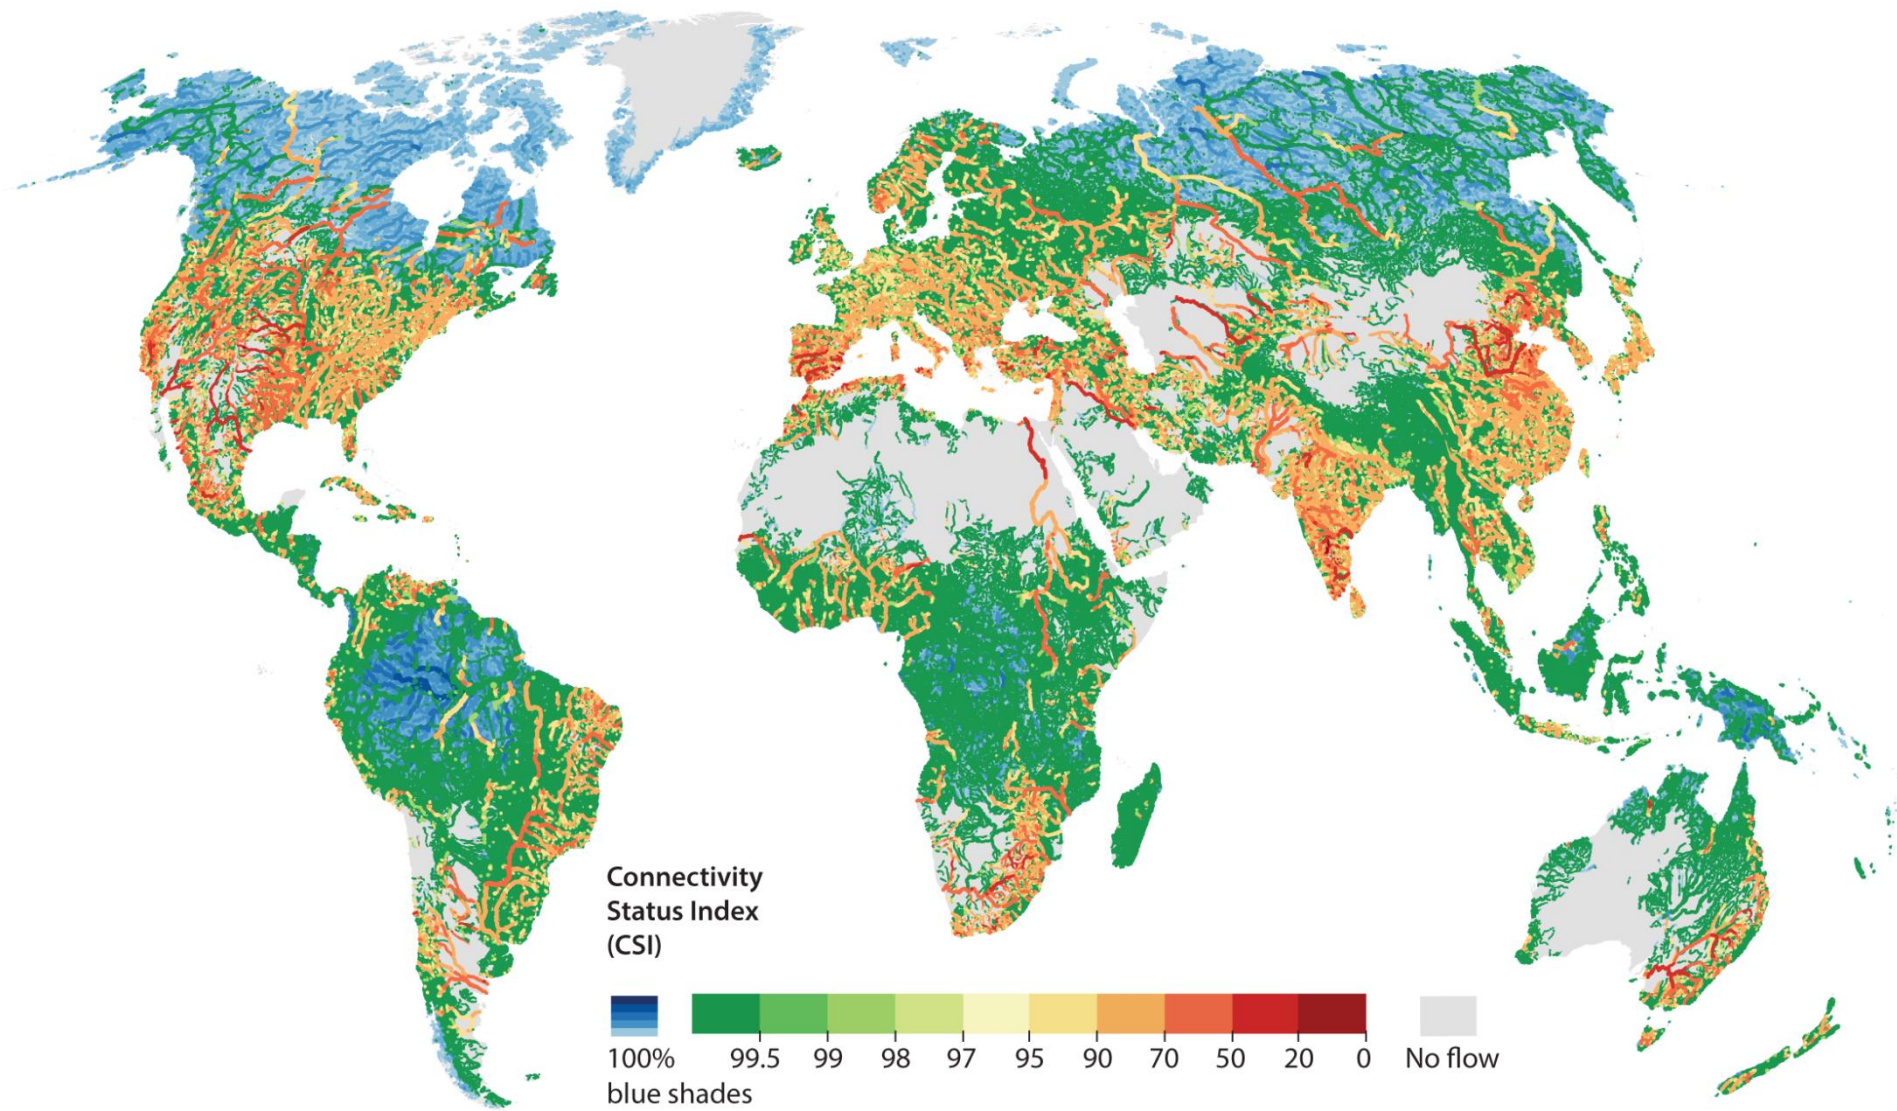 Connectivity
Status Index
(CSI)
100%
blue shades
99.5 99 98 97 95 90 70 50 20 0
No flow